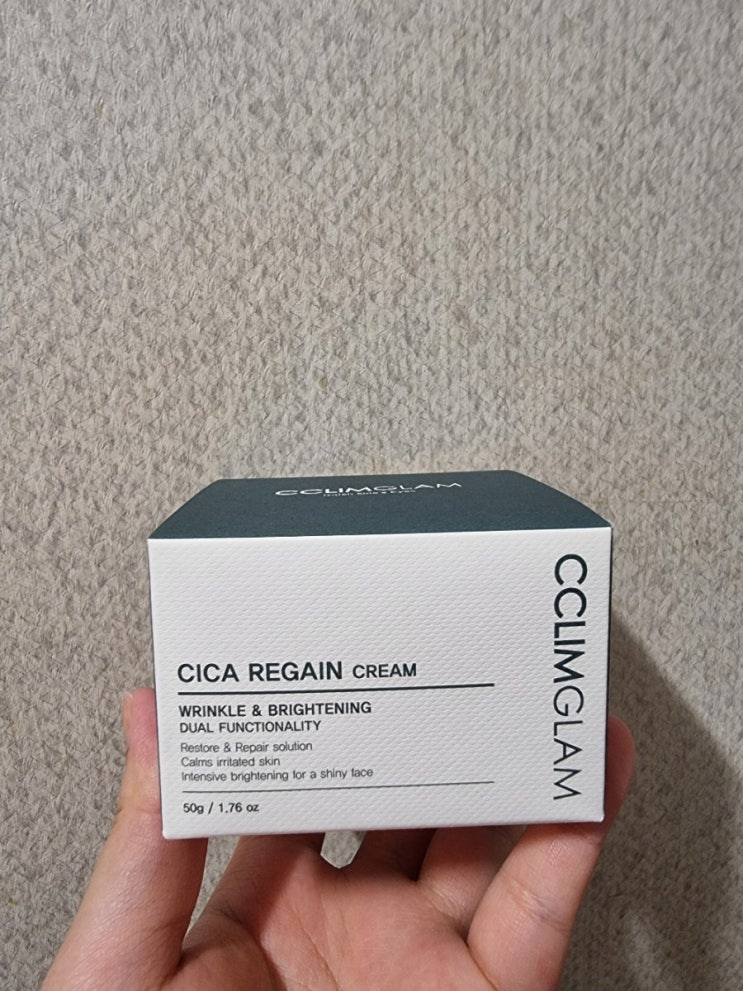 CCLIMGLAM
CICA REGAIN CREAM
WRINKLE & BRIGHTENING
DUAL FUNCTIONALITY
Restore & Repair solution
Calms irritated skin
Intensive brightening for a shiny face
50g / 1.76 oz
CCLIMGLAM